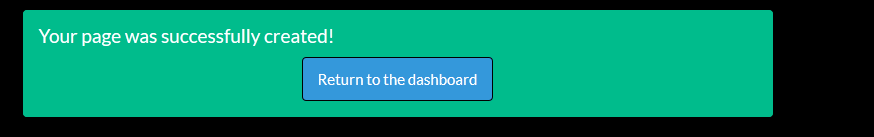 Your page was successfully created!
Return to the dashboard